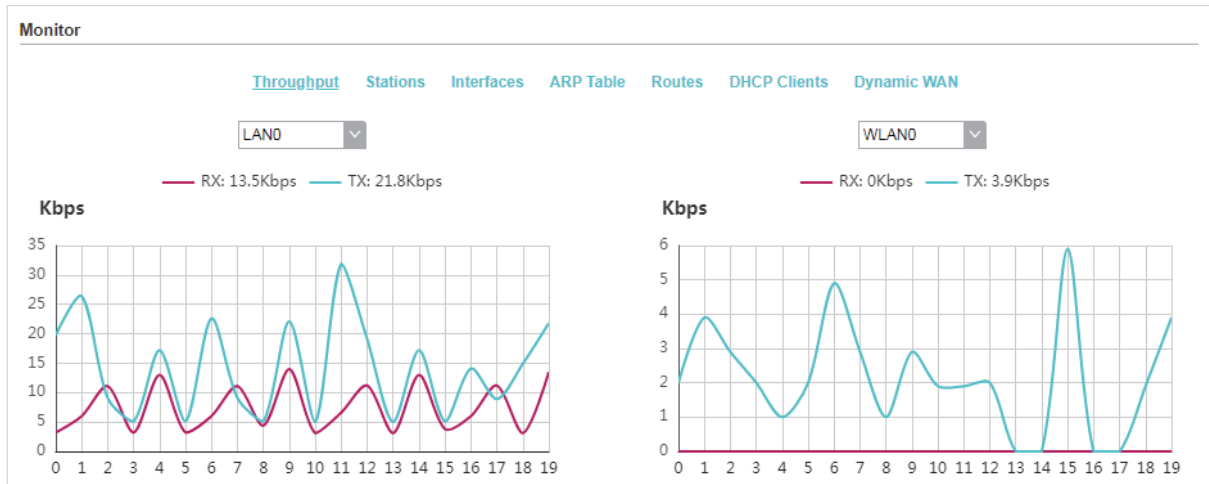 Monitor
Throughput Stations Interfaces ARP Table Routes DHCP Clients Dynamic WAN
LAN0
WLAN0
RX: 13.5Kbps TX: 21.8Kbps
RX: 0Kbps TX: 3.9Kbps
Kbps
35
30
25
20
15
10
5
0
0 1 2 3 4 5 6 7 8 9 10 11 12 13 14 15 16 17 18 19
Kbps
6
5
4
3
2
1
0
0 1 2 3 4 5 6 7 8 9 10 11 12 13 14 15 16 17 18 19